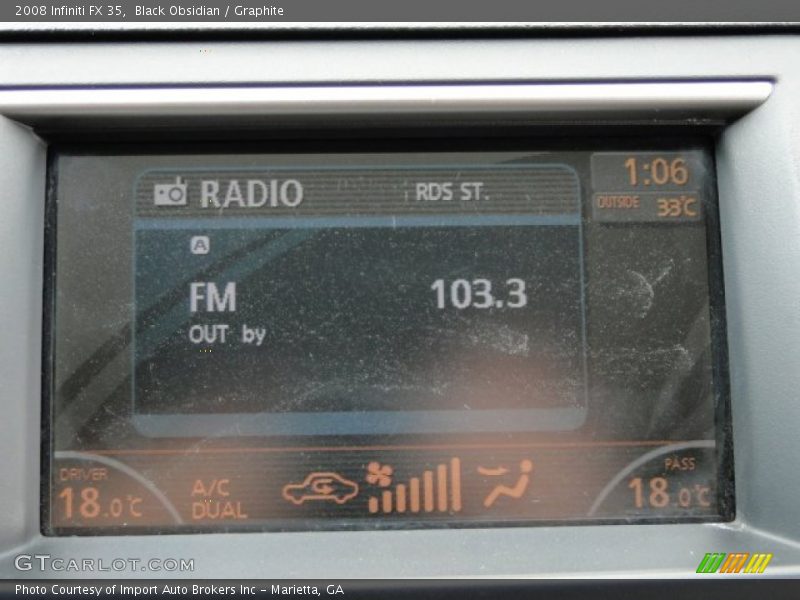 2008 Infiniti FX 35, Black Obsidian / Graphite
RADIO RDS ST.
1:06
OUTSIDE 33°C
A
FM 103.3
OUT by
DRIVER
18.0°C
A/C
DUAL
PASS
18.0°C
GTCARLOT.COM
Photo Courtesy of Import Auto Brokers Inc – Marietta, GA